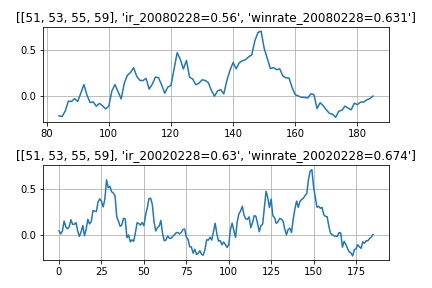 [[51, 53, 55, 59], 'ir_20080228=0.56', 'winrate_20080228=0.631']
0.5
0.0
80 100 120 140 160 180
[[51, 53, 55, 59], 'ir_20020228=0.63', 'winrate_20020228=0.674']
0.5
0.0
0 25 50 75 100 125 150 175